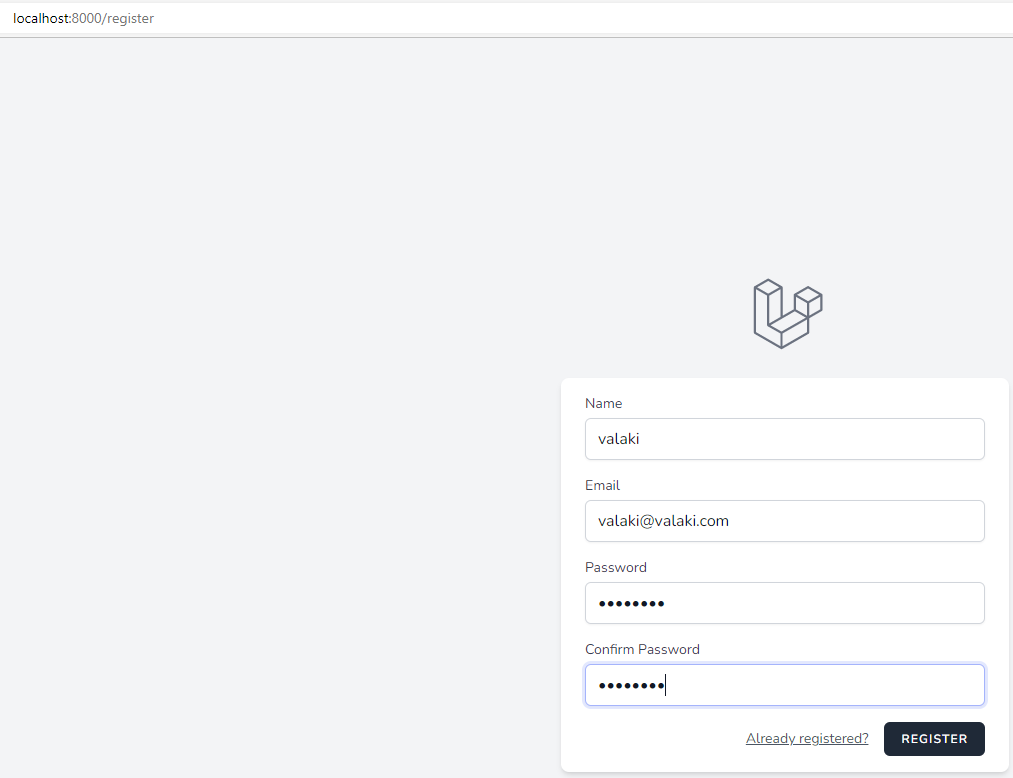 localhost:8000/register
Name
valaki
Email
valaki@valaki.com
Password
••••••••
Confirm Password
••••••••
Already registered?
REGISTER